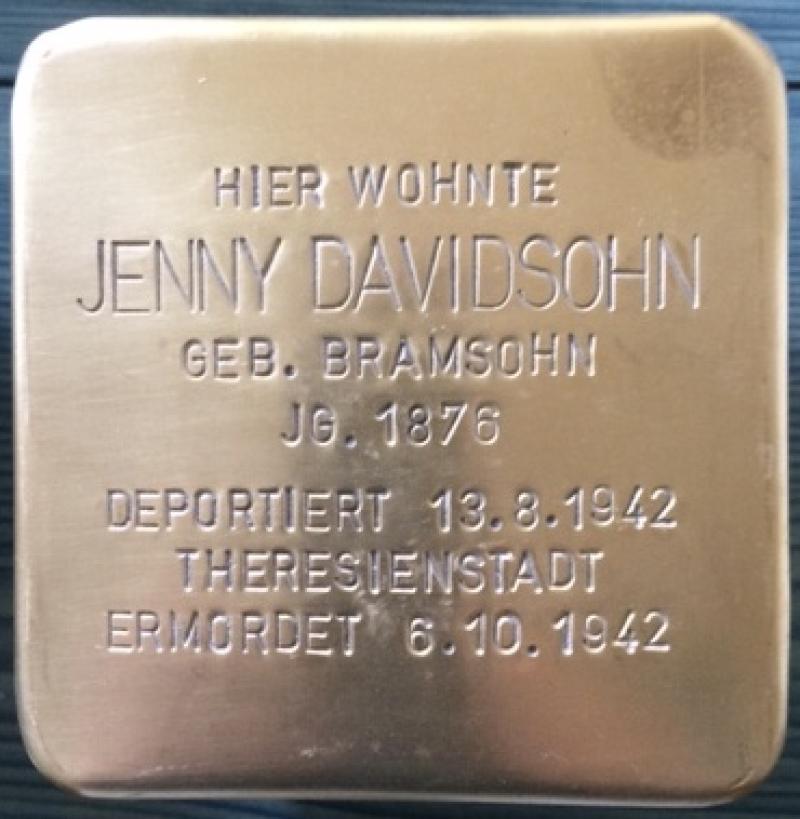 HIER WOHNTE
JENNY DAVIDSOHN
GEB. BRAMSOHN
JG. 1876
DEPORTIERT 13.8.1942
THERESIENSTADT
ERMORDET 6.10.1942